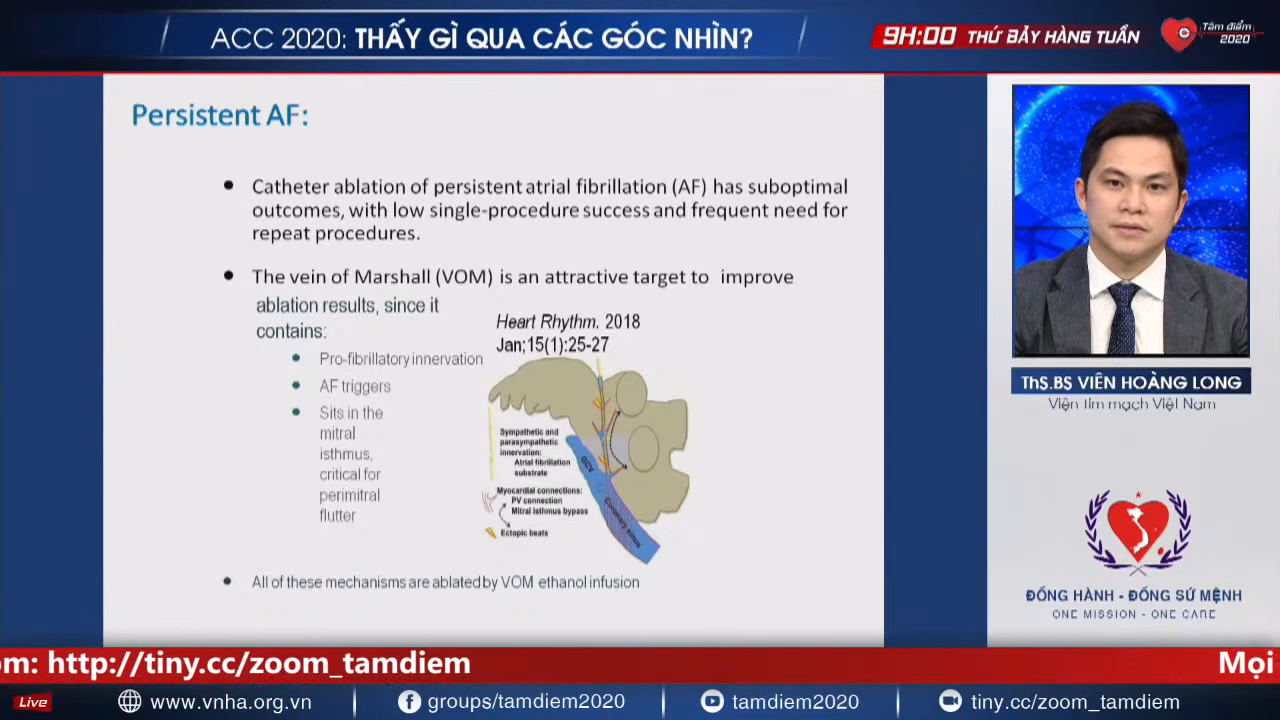 ACC 2020: THẤY GÌ QUA CÁC GÓC NHÌN?
9H:00 THỨ BẢY HÀNG TUẦN
Tâm điểm
2020
Persistent AF:
Catheter ablation of persistent atrial fibrillation (AF) has suboptimal
outcomes, with low single-procedure success and frequent need for
repeat procedures.
The vein of Marshall (VOM) is an attractive target to improve
ablation results, since it
contains:
Heart Rhythm. 2018
Jan;15(1):25-27
Pro-fibrillatory innervation
AF triggers
Sits in the
mitral
isthmus,
critical for
perimitral
flutter
Sympathetic and
parasympathetic
innervation:
Atrial fibrillation
substrate
Myocardial connections:
PV connection
Mitral isthmus bypass
Ectopic beats
GCV
Coronary sinus
All of these mechanisms are ablated by VOM ethanol infusion
ThS.BS VIÊN HOÀNG LONG
Viện tim mạch Việt Nam
ĐỒNG HÀNH - ĐỒNG SỨ MỆNH
ONE MISSION - ONE CARE
om: http://tiny.cc/zoom_tamdiem
Mọi
Live
www.vnha.org.vn
groups/tamdiem2020
tamdiem2020
tiny.cc/zoom_tamdiem